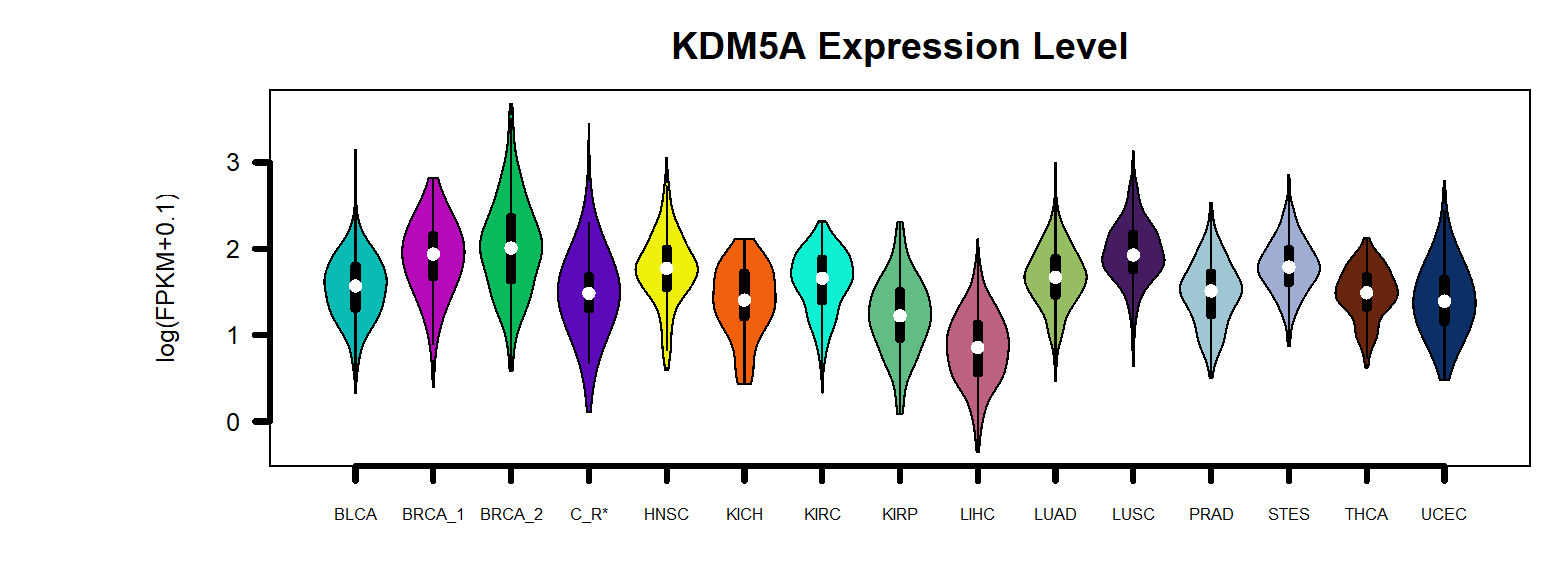 KDM5A Expression Level
log(FPKM+0.1)
3
2
1
0
BLCA BRCA_1 BRCA_2 C_R* HNSC KICH KIRC KIRP LIHC LUAD LUSC PRAD STES THCA UCEC